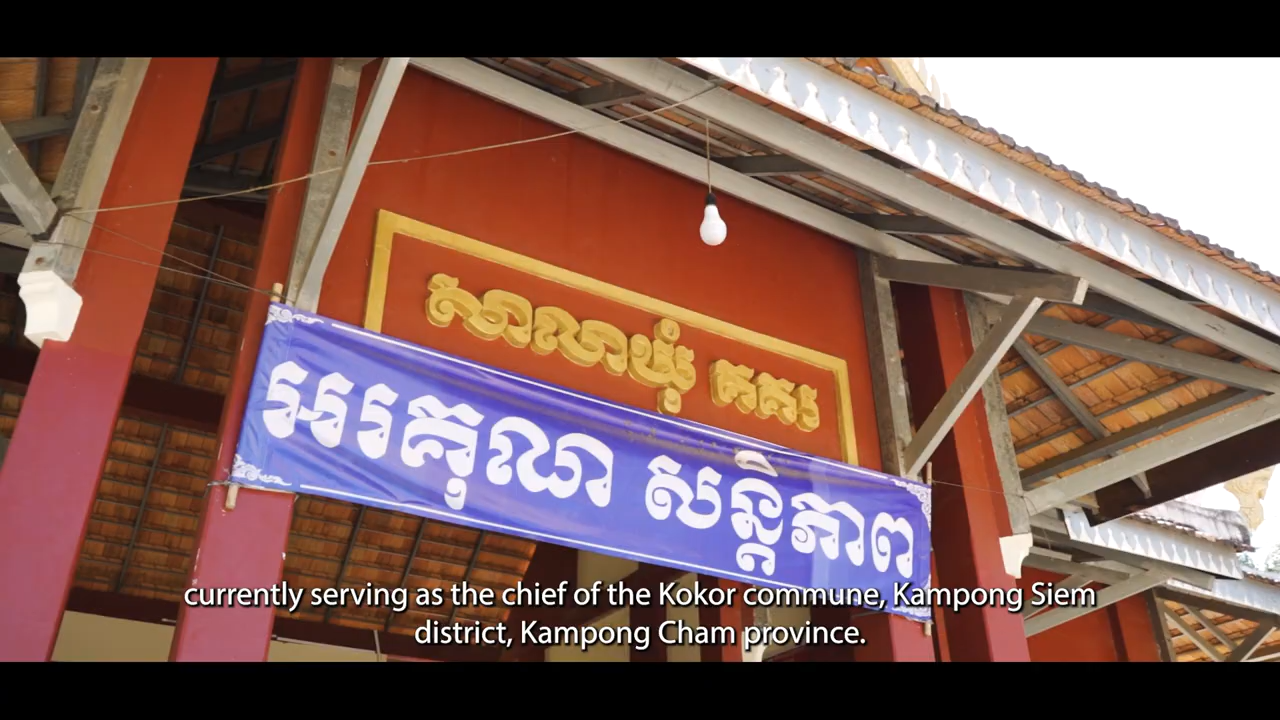 សាលាឃុំ គគរ
អរគុណ សន្តិភាព
currently serving as the chief of the Kokor commune, Kampong Siem
district, Kampong Cham province.